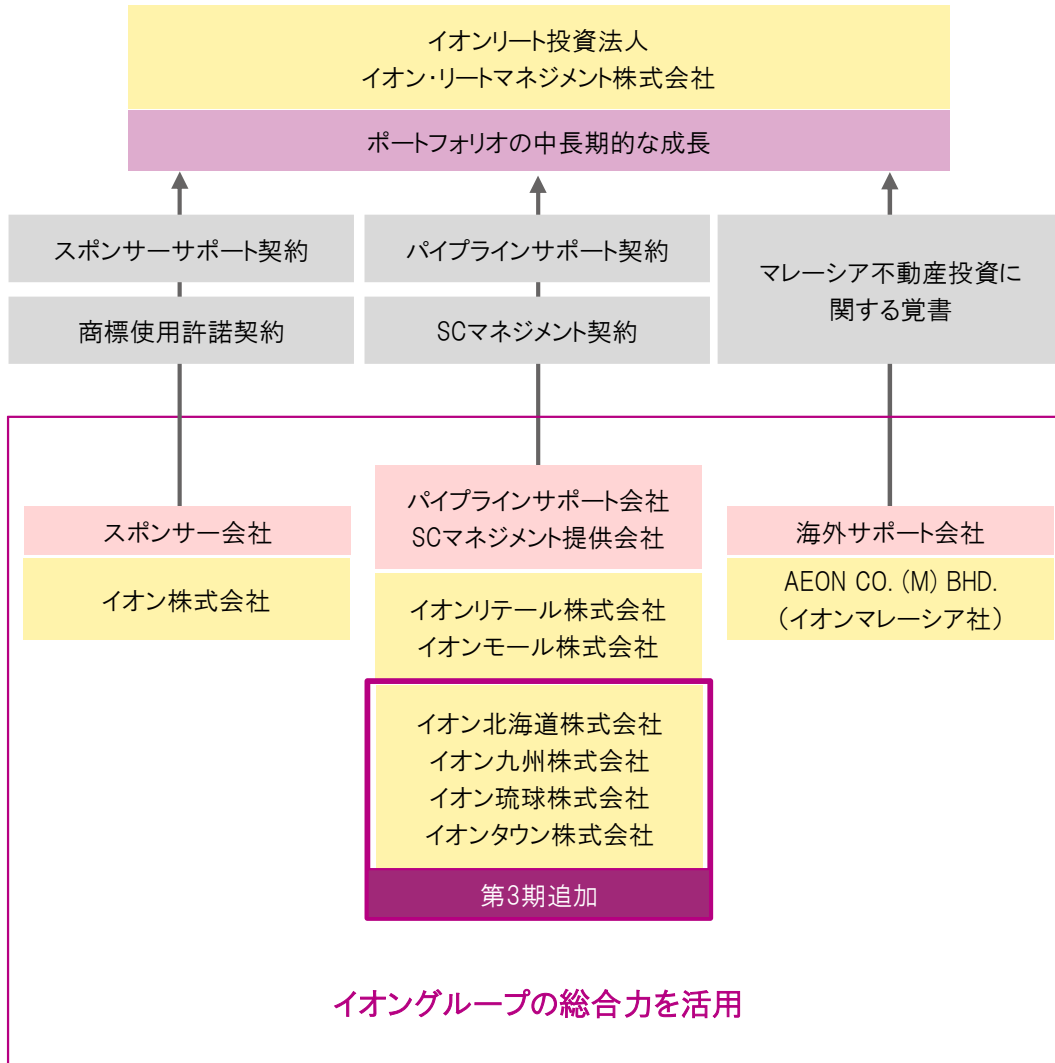 イオンリート投資法人
イオン・リートマネジメント株式会社
ポートフォリオの中長期的な成長
スポンサーサポート契約
商標使用許諾契約
パイプラインサポート契約
SCマネジメント契約
マレーシア不動産投資に
関する覚書
スポンサー会社
イオン株式会社
パイプラインサポート会社
SCマネジメント提供会社
イオンリテール株式会社
イオンモール株式会社
イオン北海道株式会社
イオン九州株式会社
イオン琉球株式会社
イオンタウン株式会社
第3期追加
海外サポート会社
AEON CO. (M) BHD.
（イオンマレーシア社）
イオングループの総合力を活用